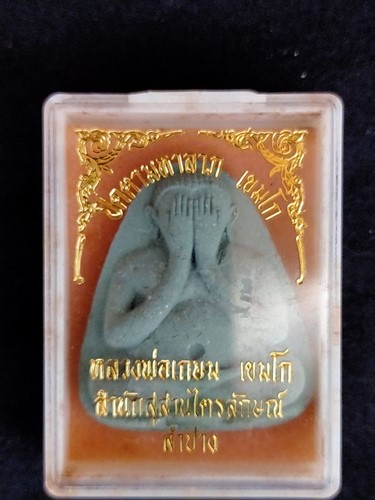 ปิดตามหาลาภ เขมโก
หลวงพ่อเกษม เขมโก
สำนักสุสานไตรลักษณ์
ลำปาง